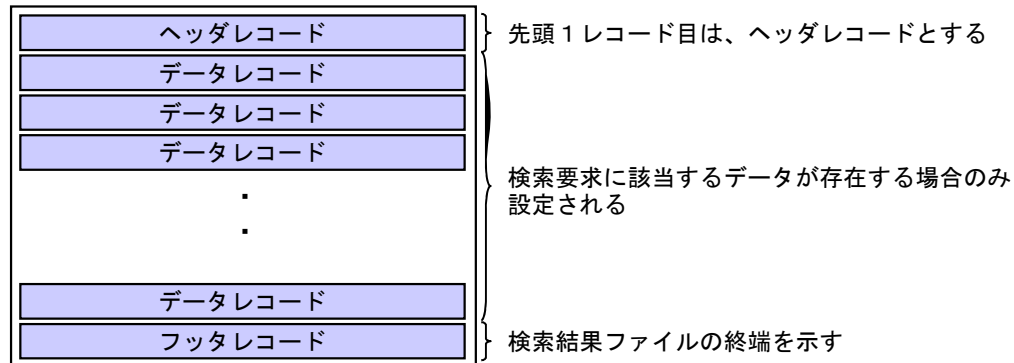 ヘッダレコード
先頭１レコード目は、ヘッダレコードとする
データレコード
データレコード
データレコード
検索要求に該当するデータが存在する場合のみ
設定される
・
・
データレコード
フッタレコード
検索結果ファイルの終端を示す